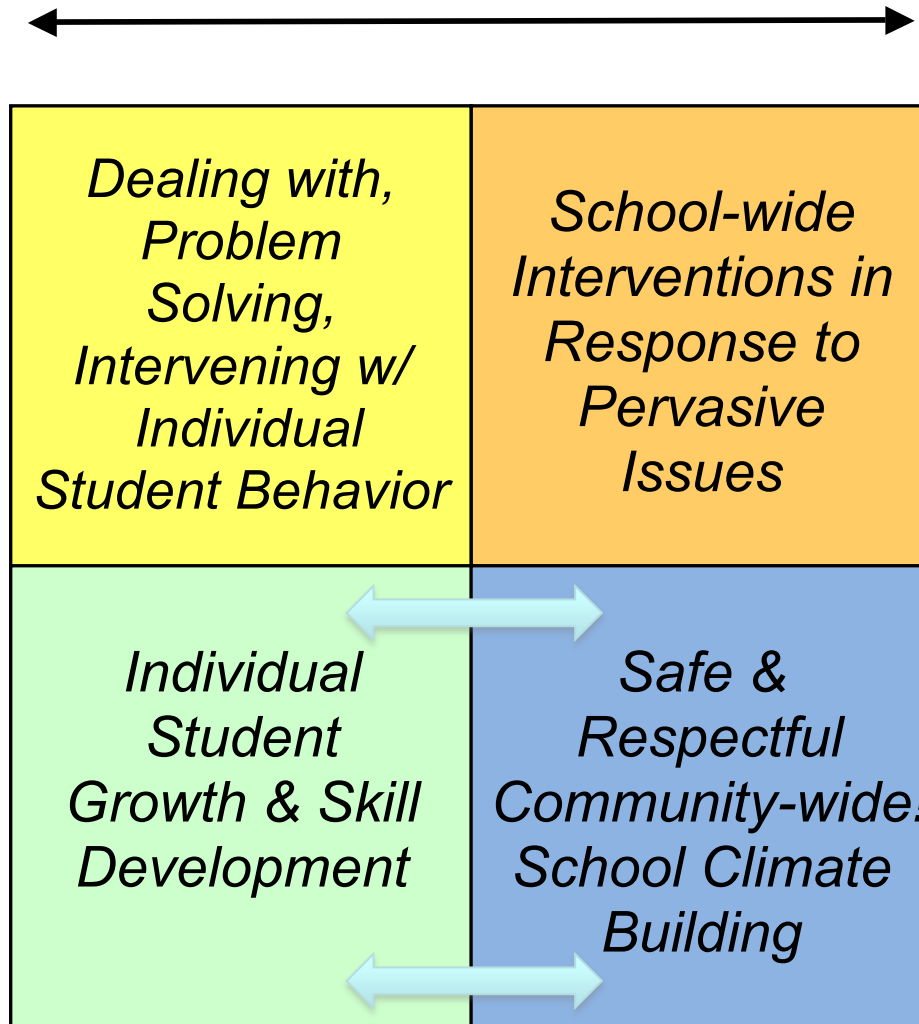 Dealing with,
Problem
Solving,
Intervening w/
Individual
Student Behavior
School-wide
Interventions in
Response to
Pervasive
Issues
Individual
Student
Growth & Skill
Development
Safe &
Respectful
Community-wide!
School Climate
Building